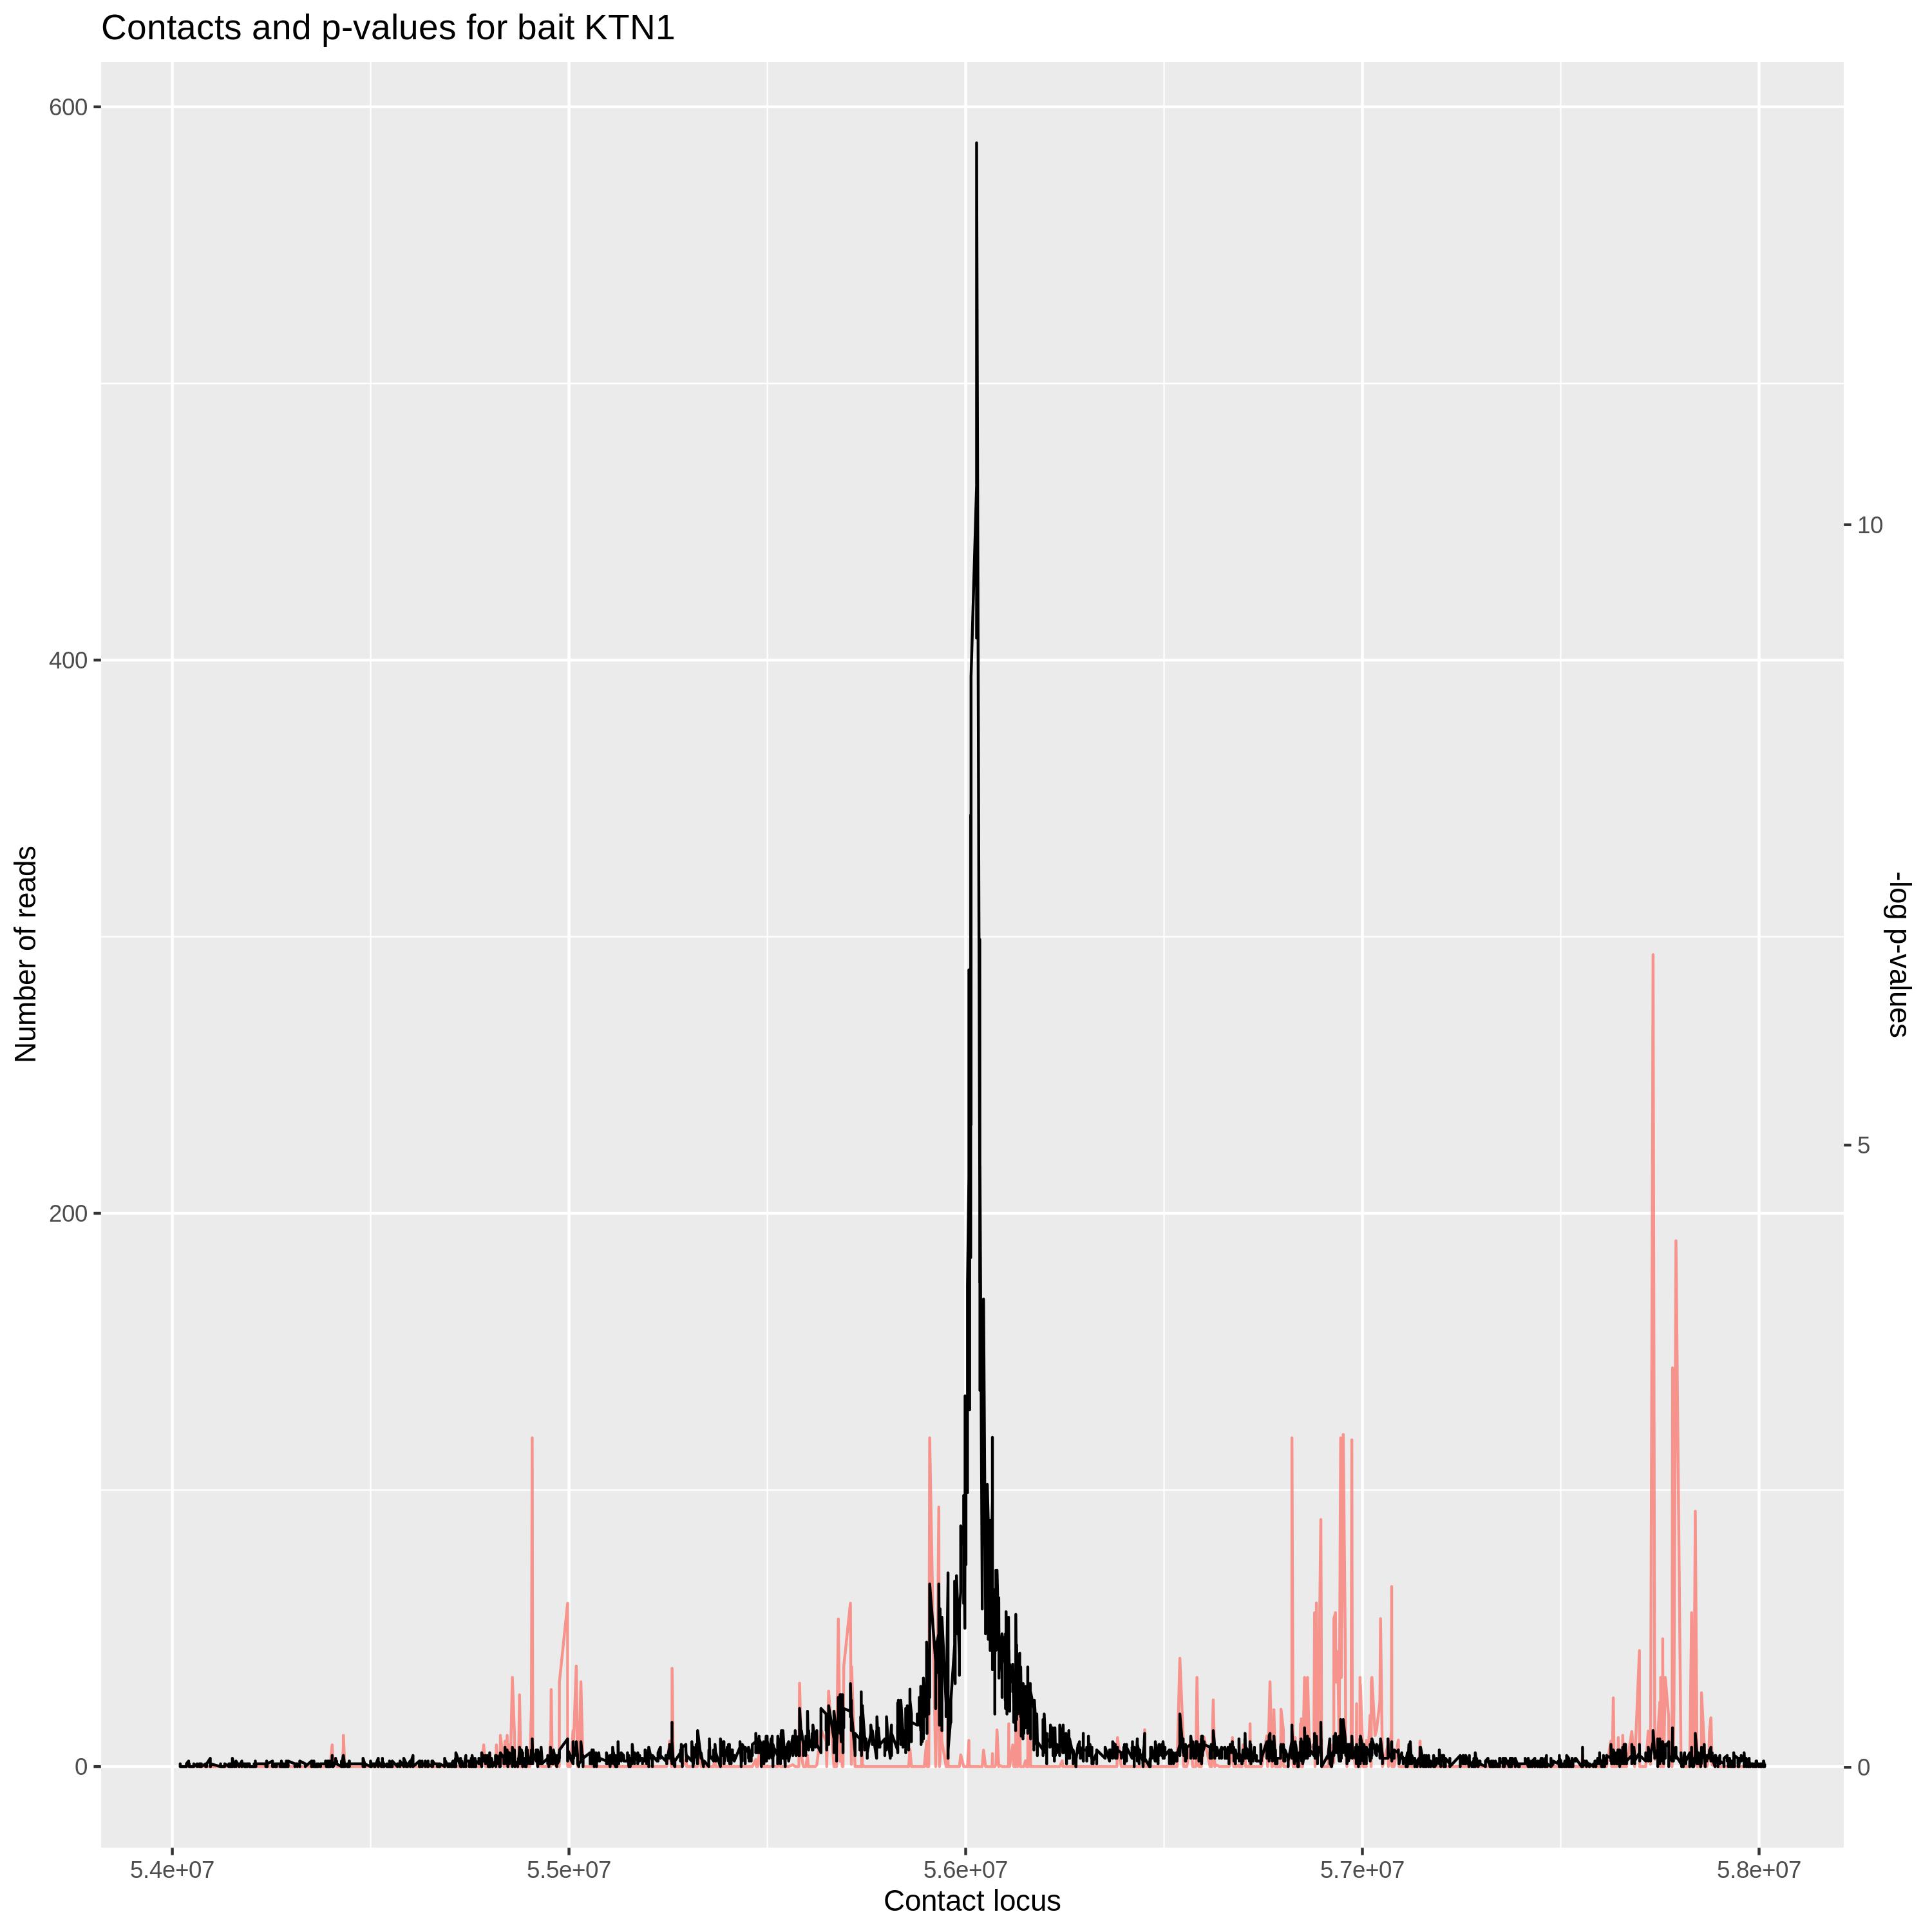 Contacts and p-values for bait KTN1
600
400
200
0
Number of reads
10
5
0
-log p-values
5.4e+07 5.5e+07 5.6e+07 5.7e+07 5.8e+07
Contact locus